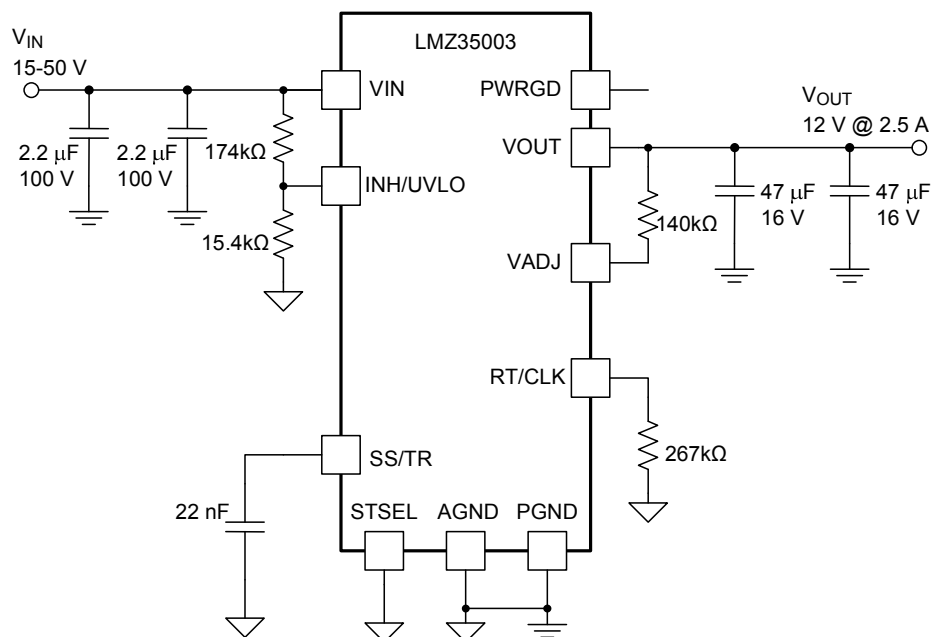 LMZ35003
VIN
15-50 V
VIN
PWRGD
VOUT
12 V @ 2.5 A
VOUT
2.2 μF
100 V
2.2 μF
100 V
174kΩ
INH/UVLO
47 μF
16 V
47 μF
16 V
140kΩ
15.4kΩ
VADJ
RT/CLK
267kΩ
SS/TR
22 nF
STSEL
AGND
PGND